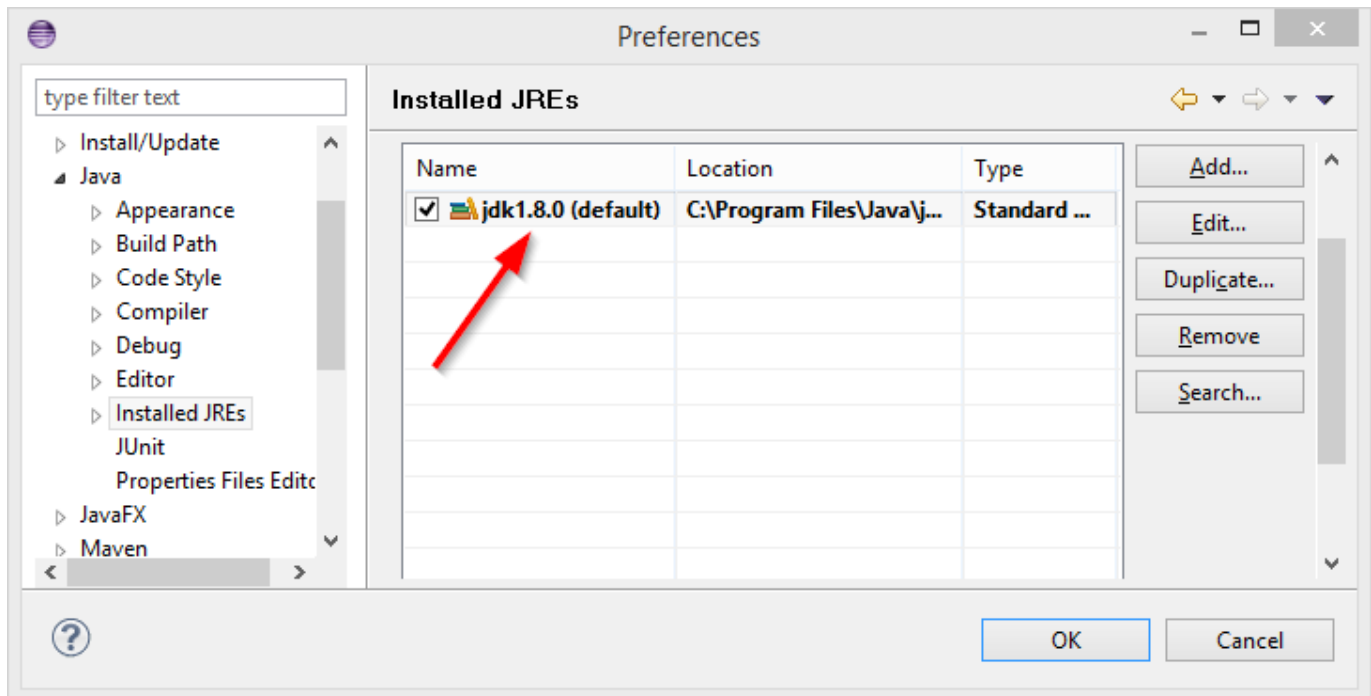 Preferences
type filter text
Install/Update
Java
Appearance
Build Path
Code Style
Compiler
Debug
Editor
Installed JREs
JUnit
Properties Files Edito
JavaFX
Maven
Installed JREs
Name Location Type
jdk1.8.0 (default) C:\Program Files\Java\j... Standard ...
Add...
Edit...
Duplicate...
Remove
Search...
OK Cancel